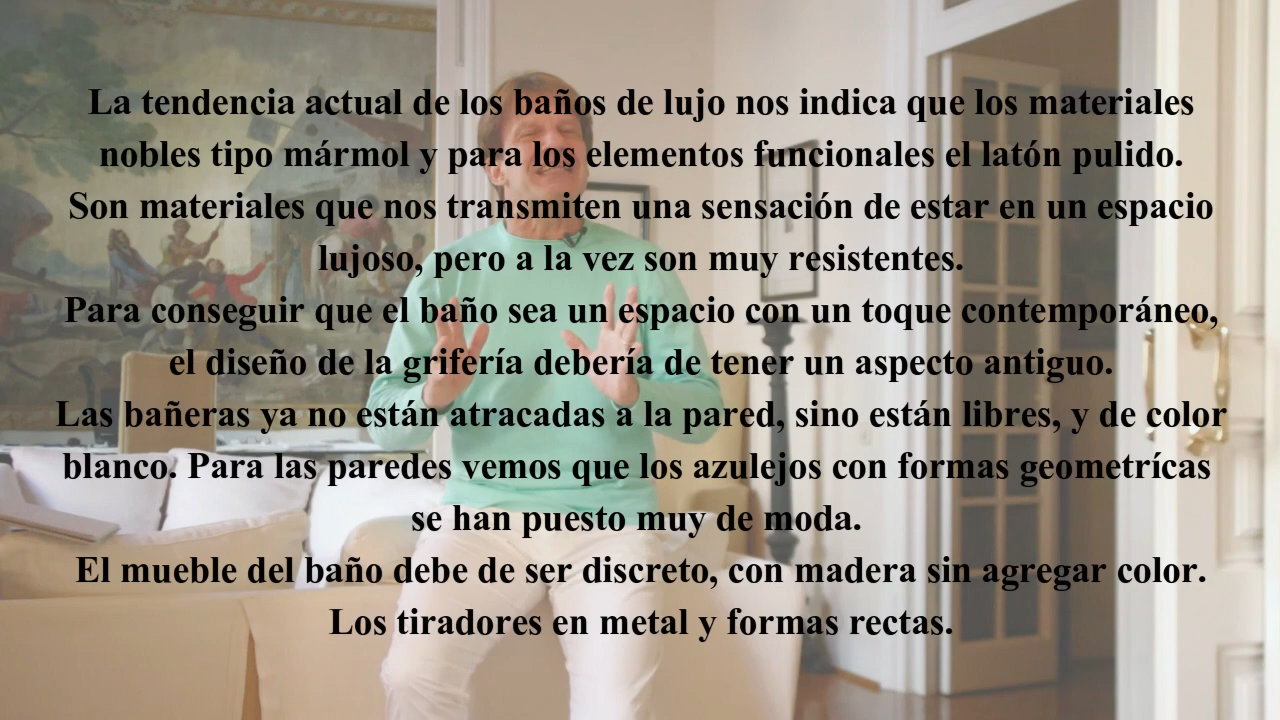 La tendencia actual de los baños de lujo nos indica que los materiales
nobles tipo mármol y para los elementos funcionales el latón pulido.
Son materiales que nos transmiten una sensación de estar en un espacio
lujoso, pero a la vez son muy resistentes.
Para conseguir que el baño sea un espacio con un toque contemporáneo,
el diseño de la grifería debería de tener un aspecto antiguo.
Las bañeras ya no están atracadas a la pared, sino están libres, y de color
blanco. Para las paredes vemos que los azulejos con formas geometrícas
se han puesto muy de moda.
El mueble del baño debe de ser discreto, con madera sin agregar color.
Los tiradores en metal y formas rectas.